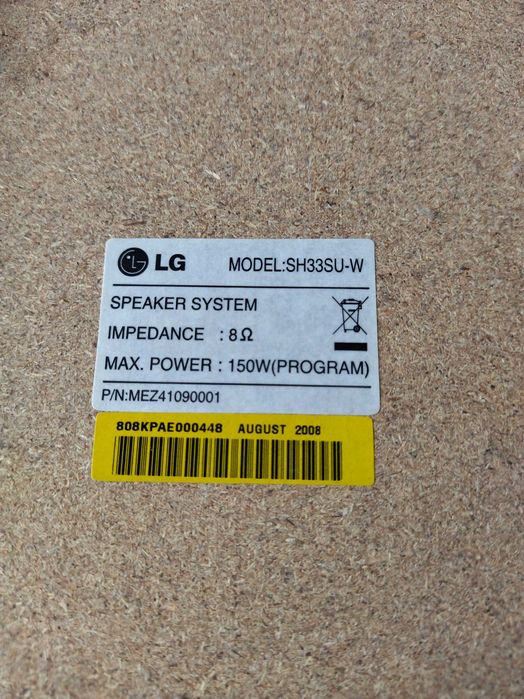 LG MODEL:SH33SU-W
SPEAKER SYSTEM
IMPEDANCE : 8Ω
MAX. POWER : 150W(PROGRAM)
P/N:MEZ41090001
808KPAE000448 AUGUST 2008